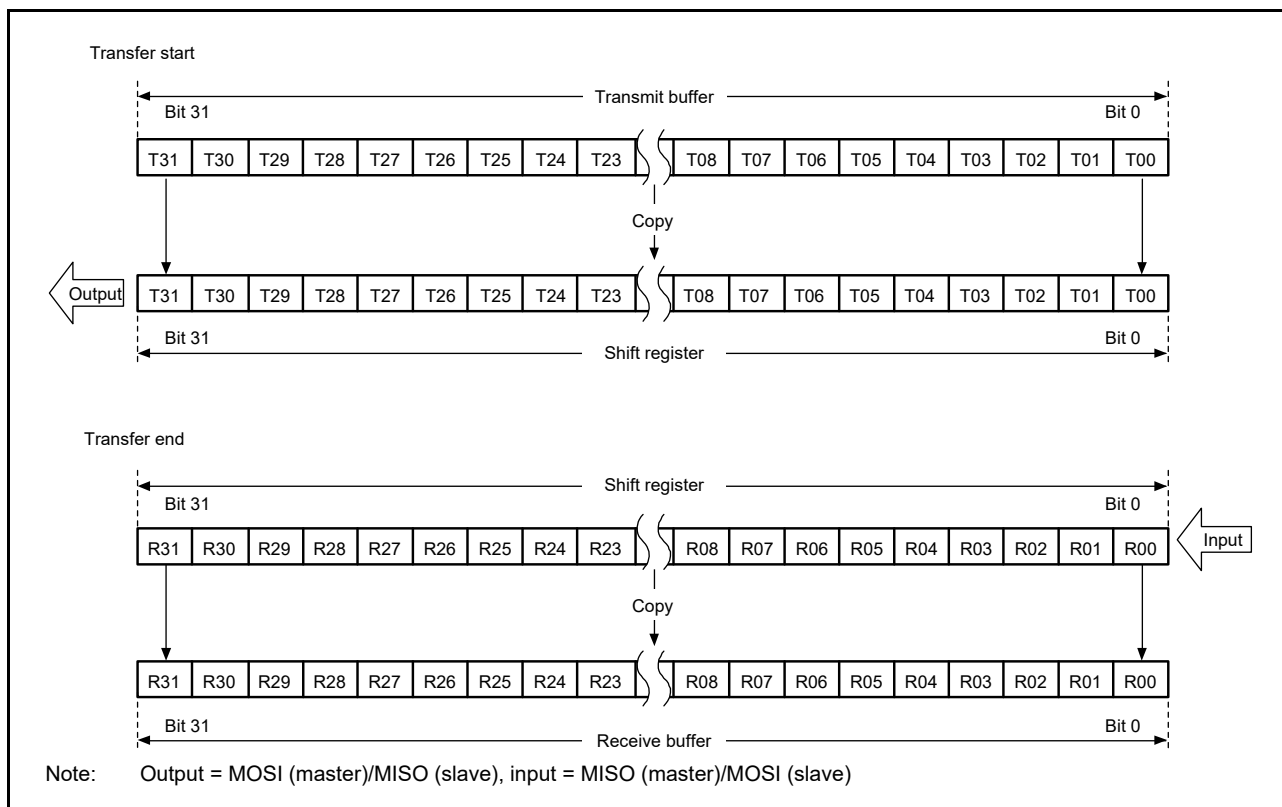 Transfer start
Transmit buffer
Bit 31 Bit 0
T31 T30 T29 T28 T27 T26 T25 T24 T23 T08 T07 T06 T05 T04 T03 T02 T01 T00
Copy
Output T31 T30 T29 T28 T27 T26 T25 T24 T23 T08 T07 T06 T05 T04 T03 T02 T01 T00
Bit 31 Bit 0
Shift register
Transfer end
Shift register
Bit 31 Bit 0
R31 R30 R29 R28 R27 R26 R25 R24 R23 R08 R07 R06 R05 R04 R03 R02 R01 R00 Input
Copy
R31 R30 R29 R28 R27 R26 R25 R24 R23 R08 R07 R06 R05 R04 R03 R02 R01 R00
Bit 31 Bit 0
Receive buffer
Note: Output = MOSI (master)/MISO (slave), input = MISO (master)/MOSI (slave)